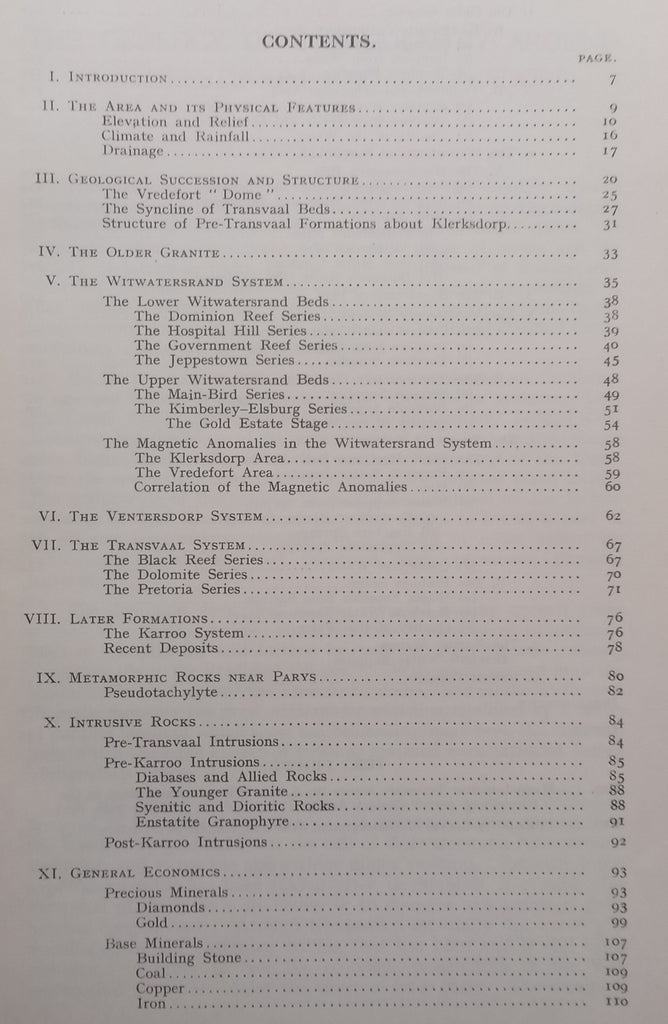 CONTENTS.
PAGE.
I. INTRODUCTION 7
II. THE AREA AND ITS PHYSICAL FEATURES 9
Elevation and Relief 10
Climate and Rainfall 16
Drainage 17
III. GEOLOGICAL SUCCESSION AND STRUCTURE 20
The Vredefort " Dome " 25
The Syncline of Transvaal Beds 27
Structure of Pre-Transvaal Formations about Klerksdorp 31
IV. THE OLDER GRANITE 33
V. THE WITWATERSRAND SYSTEM 35
The Lower Witwatersrand Beds 38
The Dominion Reef Series 38
The Hospital Hill Series 39
The Government Reef Series 40
The Jeppestown Series 45
The Upper Witwatersrand Beds 48
The Main-Bird Series 49
The Kimberley–Elsburg Series 51
The Gold Estate Stage 54
The Magnetic Anomalies in the Witwatersrand System 58
The Klerksdorp Area 58
The Vredefort Area 59
Correlation of the Magnetic Anomalies 60
VI. THE VENTERSDORP SYSTEM 62
VII. THE TRANSVAAL SYSTEM 67
The Black Reef Series 67
The Dolomite Series 70
The Pretoria Series 71
VIII. LATER FORMATIONS 76
The Karroo System 76
Recent Deposits 78
IX. METAMORPHIC ROCKS NEAR PARYS 80
Pseudotachylyte 82
X. INTRUSIVE ROCKS 84
Pre-Transvaal Intrusions 84
Pre-Karroo Intrusions 85
Diabases and Allied Rocks 85
The Younger Granite 88
Syenitic and Dioritic Rocks 88
Enstatite Granophyre 91
Post-Karroo Intrusions 92
XI. GENERAL ECONOMICS 93
Precious Minerals 93
Diamonds 93
Gold 99
Base Minerals 107
Building Stone 107
Coal 109
Copper 109
Iron 110